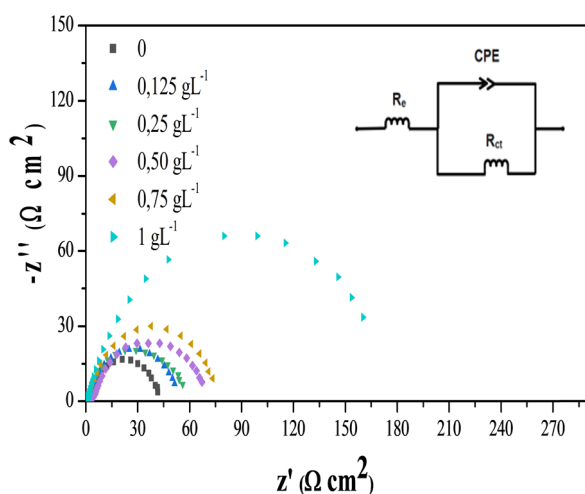 -z'' (Ω cm²)
150
120
90
60
30
0
0
0,125 gL⁻¹
0,25 gL⁻¹
0,50 gL⁻¹
0,75 gL⁻¹
1 gL⁻¹
CPE
Rₑ
R꜀ₜ
0 30 60 90 120 150 180 210 240 270
z' (Ω cm²)